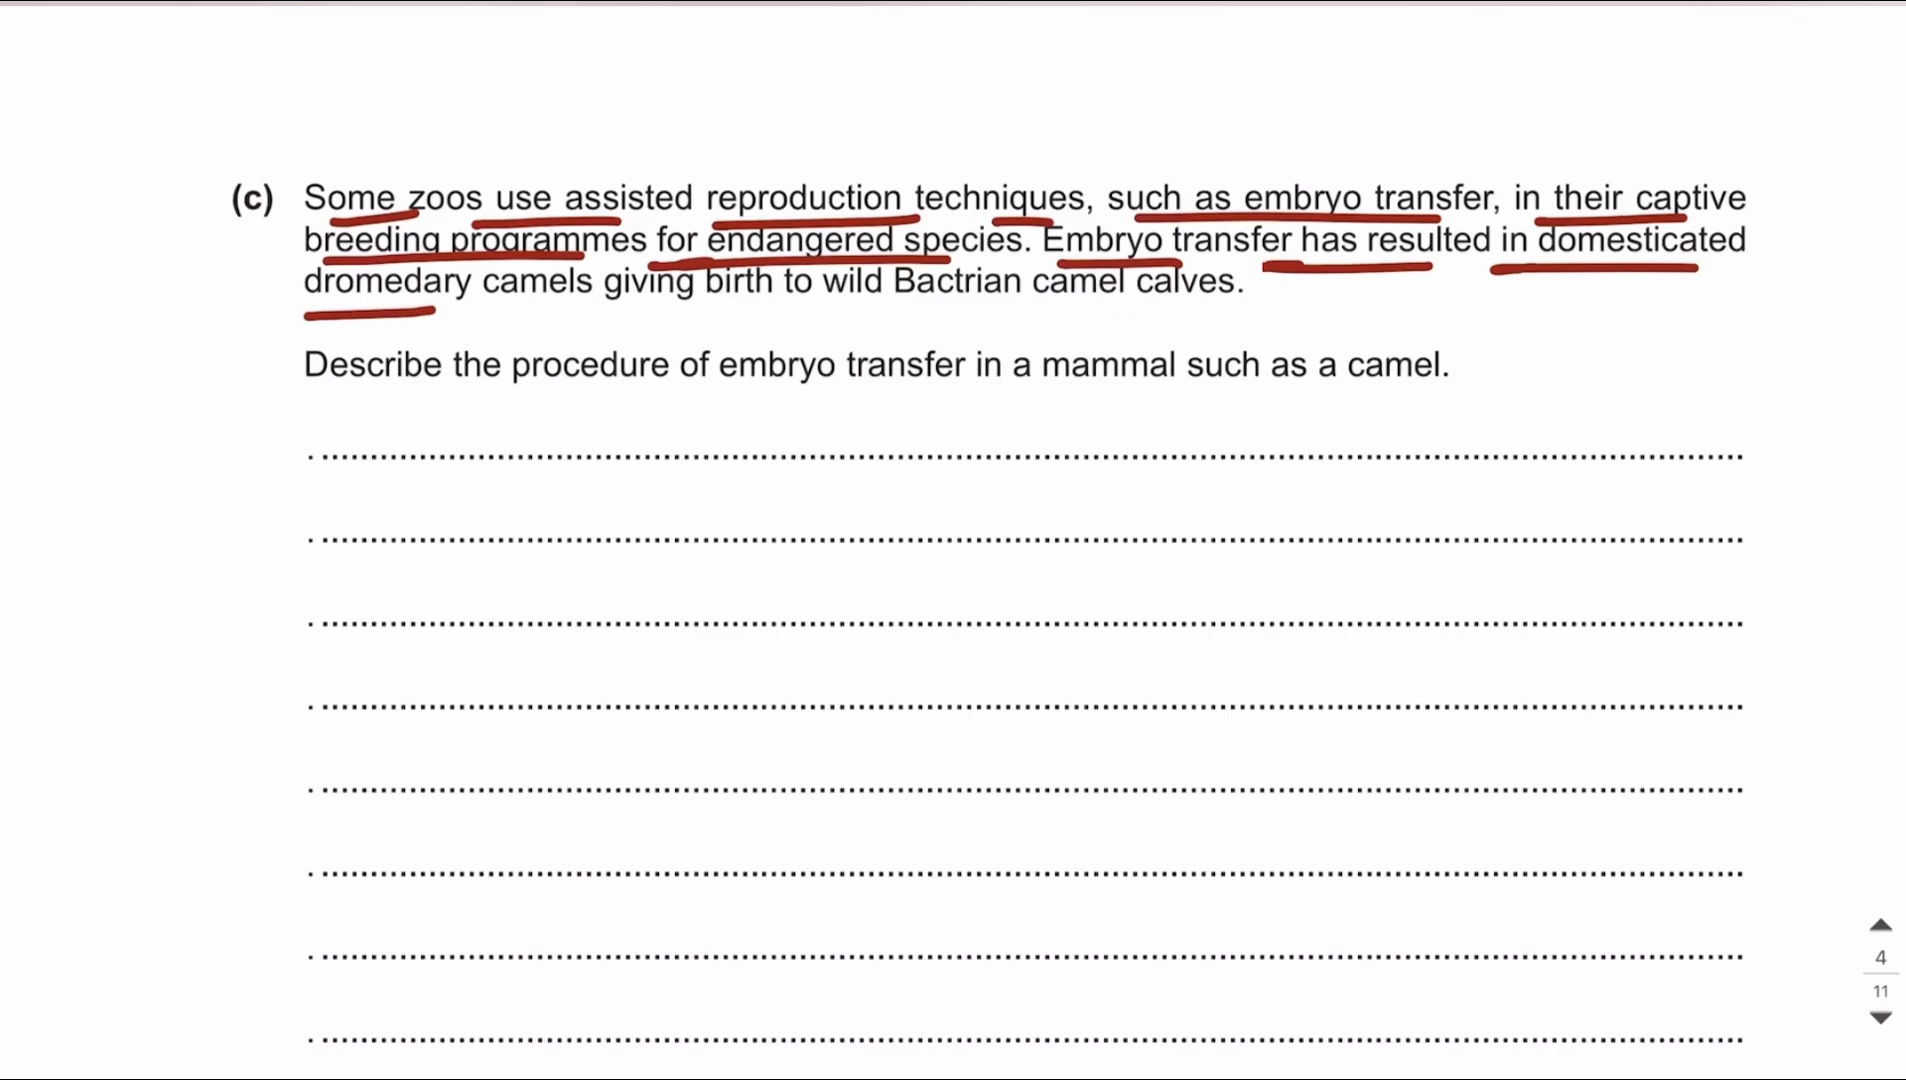 (c) Some zoos use assisted reproduction techniques, such as embryo transfer, in their captive
breeding programmes for endangered species. Embryo transfer has resulted in domesticated
dromedary camels giving birth to wild Bactrian camel calves.
Describe the procedure of embryo transfer in a mammal such as a camel.
4
11